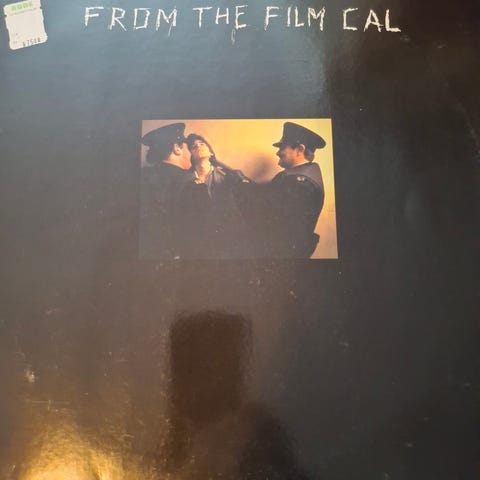 FROM THE FILM CAL